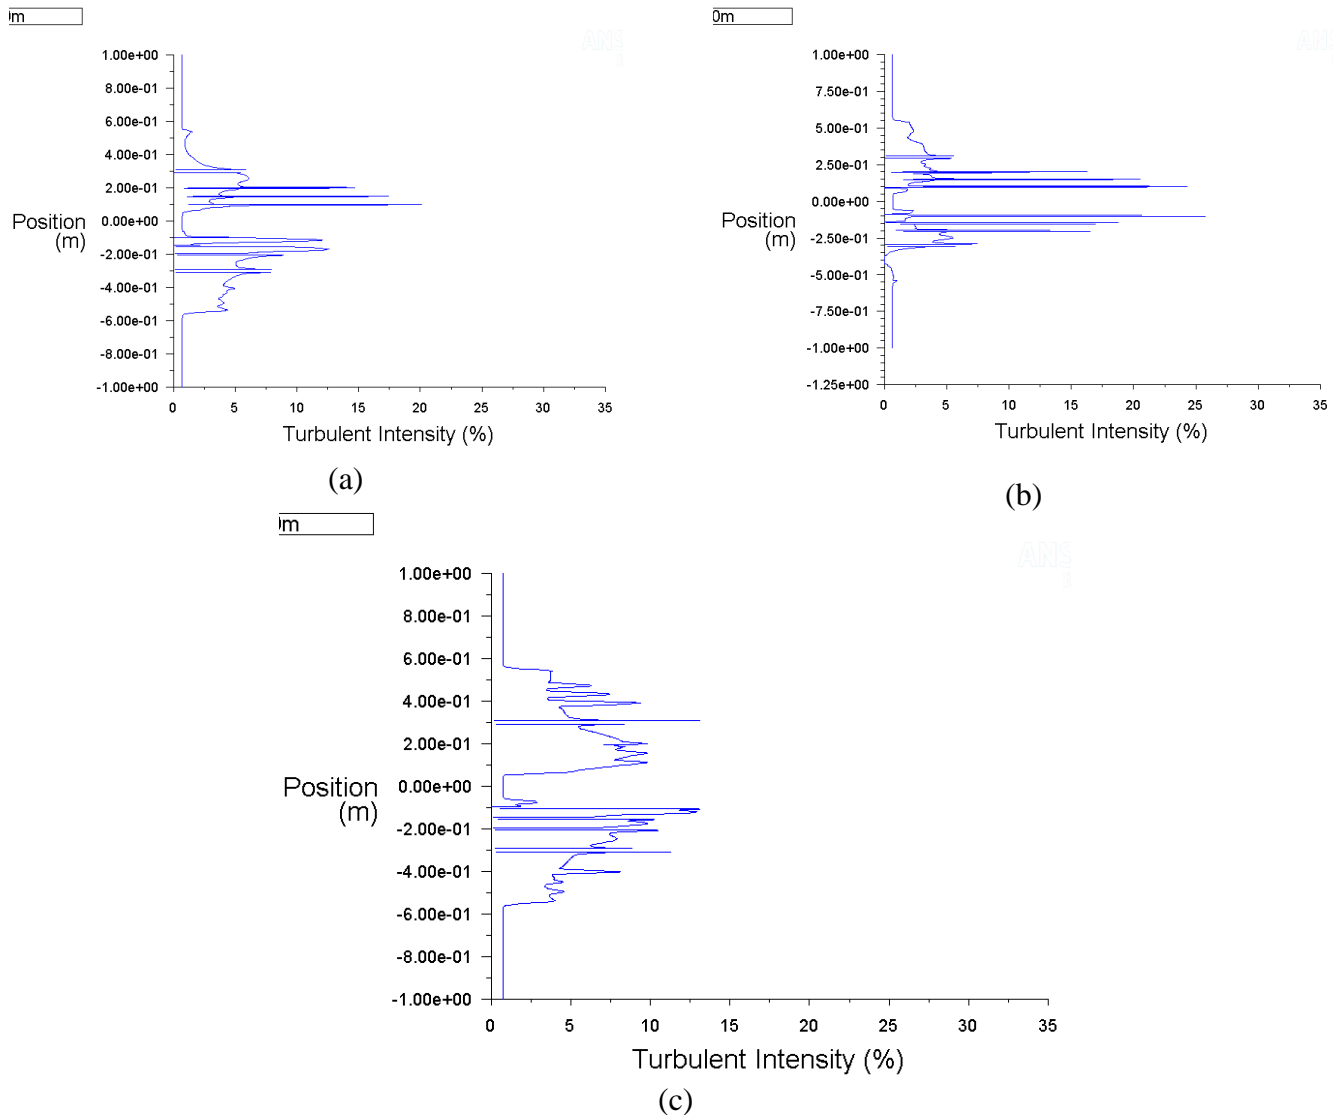 0m
1.00e+00
8.00e-01
6.00e-01
4.00e-01
2.00e-01
0.00e+00
-2.00e-01
-4.00e-01
-6.00e-01
-8.00e-01
-1.00e+00
Position
(m)
0 5 10 15 20 25 30 35
Turbulent Intensity (%)
(a)
0m
ANS
1.00e+00
7.50e-01
5.00e-01
2.50e-01
0.00e+00
-2.50e-01
-5.00e-01
-7.50e-01
-1.00e+00
-1.25e+00
Position
(m)
0 5 10 15 20 25 30 35
Turbulent Intensity (%)
(b)
0m
ANS
1.00e+00
8.00e-01
6.00e-01
4.00e-01
2.00e-01
0.00e+00
-2.00e-01
-4.00e-01
-6.00e-01
-8.00e-01
-1.00e+00
Position
(m)
0 5 10 15 20 25 30 35
Turbulent Intensity (%)
(c)